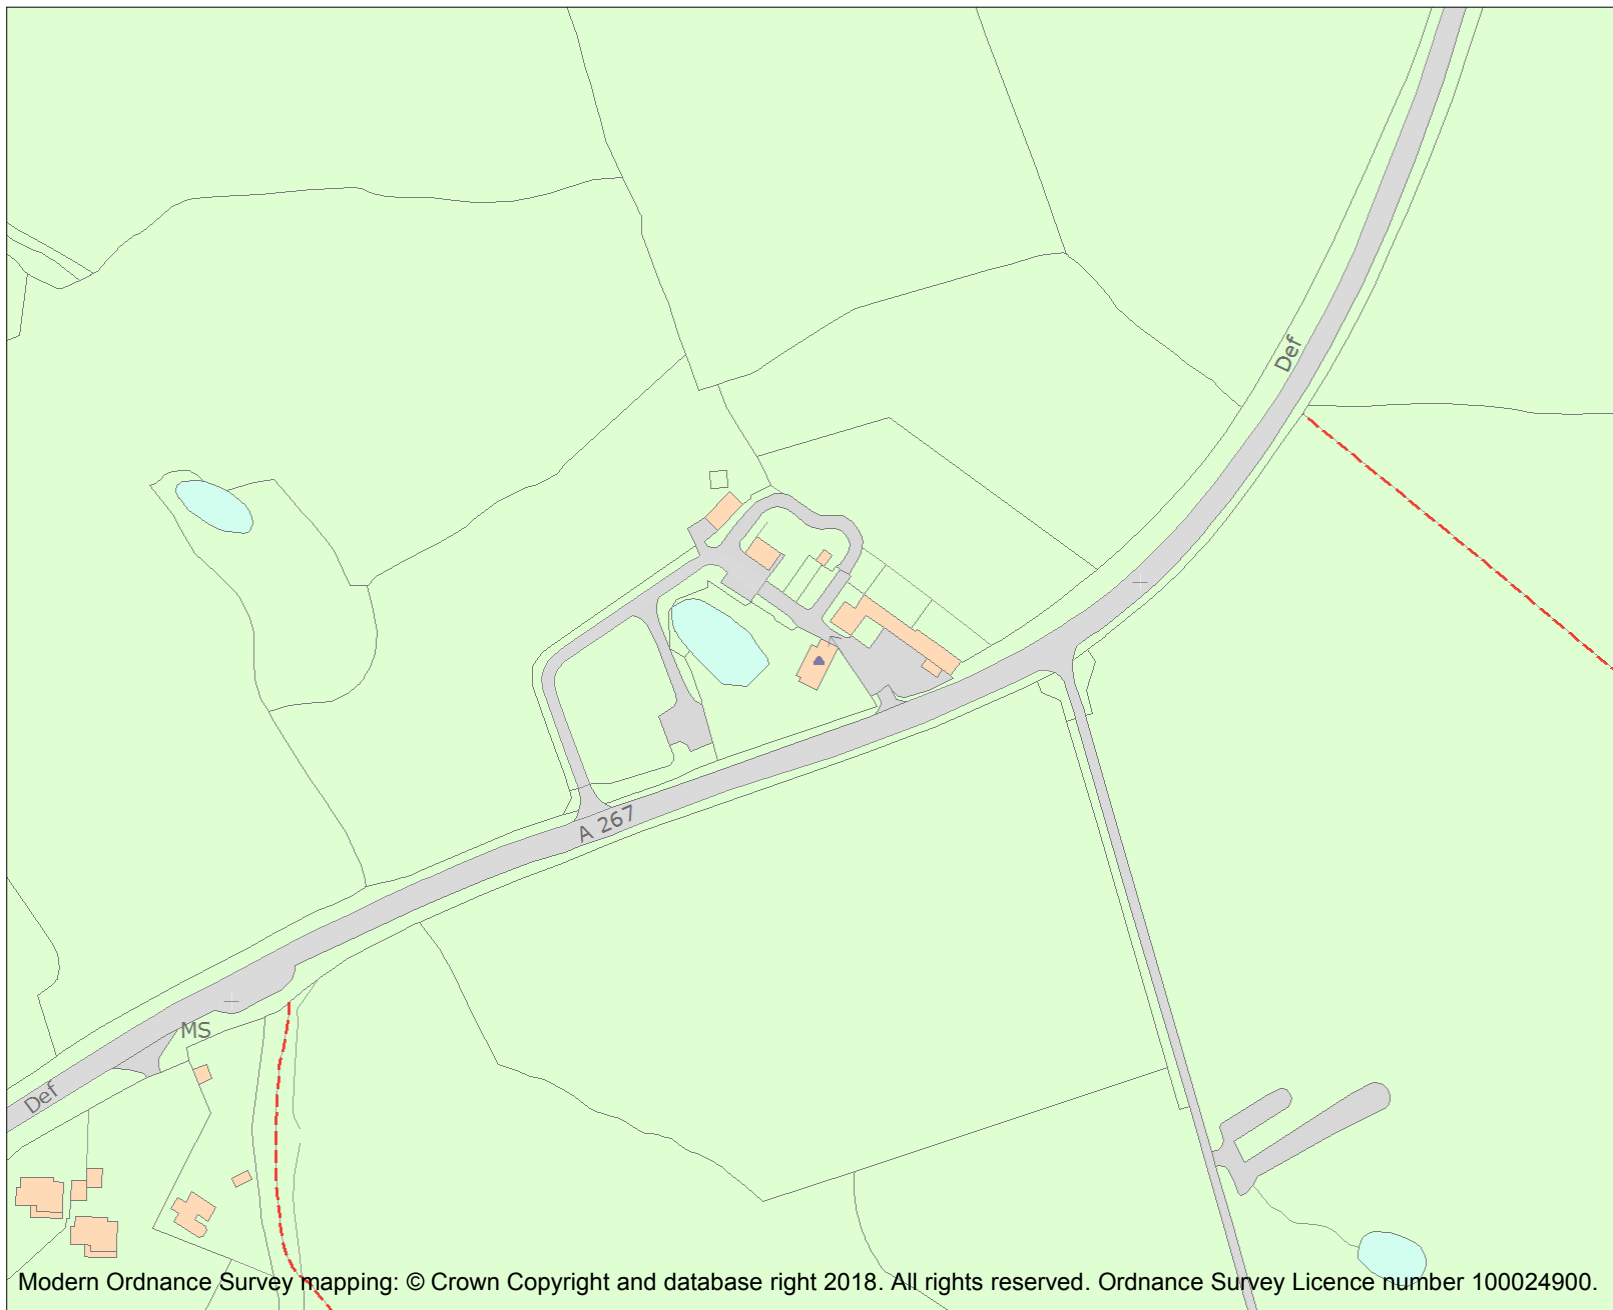 Def
A 267
MS
Def
Modern Ordnance Survey mapping: © Crown Copyright and database right 2018. All rights reserved. Ordnance Survey Licence number 100024900.